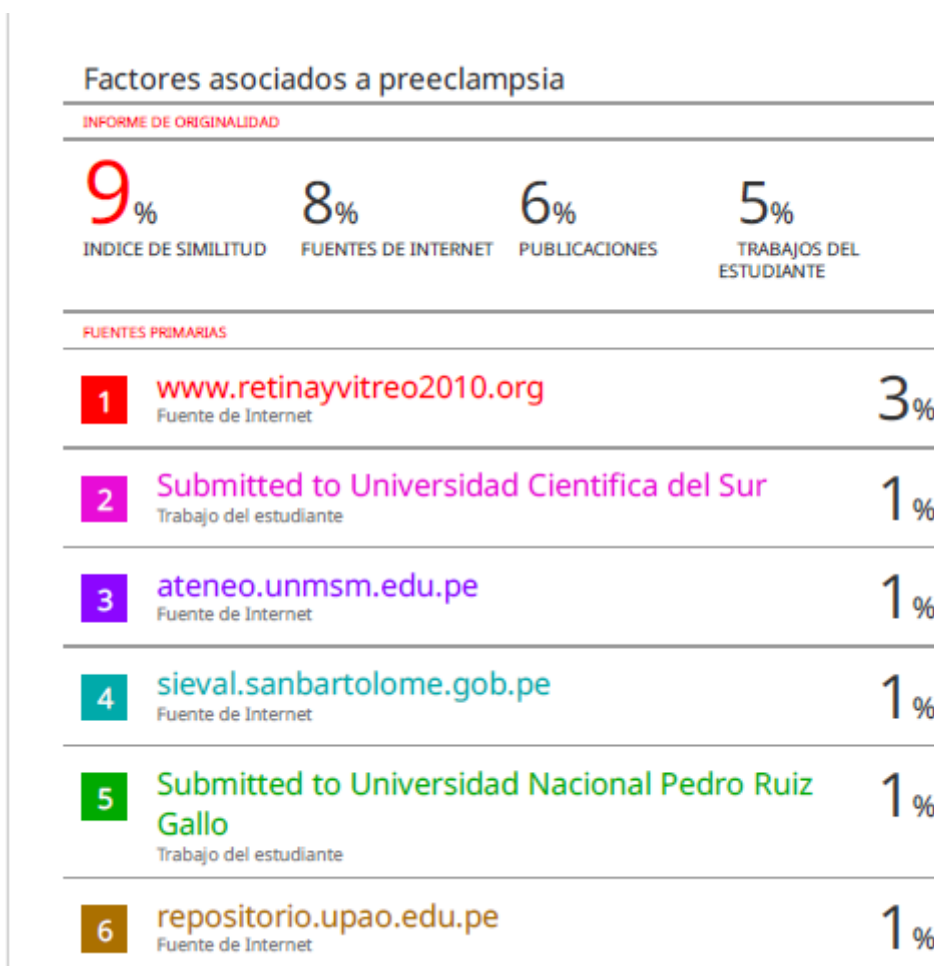 Factores asociados a preeclampsia
INFORME DE ORIGINALIDAD
9% 8% 6% 5%
INDICE DE SIMILITUD FUENTES DE INTERNET PUBLICACIONES TRABAJOS DEL
ESTUDIANTE
FUENTES PRIMARIAS
1 www.retinayvitreo2010.org 3%
Fuente de Internet
2 Submitted to Universidad Cientifica del Sur 1%
Trabajo del estudiante
3 ateneo.unmsm.edu.pe 1%
Fuente de Internet
4 sieval.sanbartolome.gob.pe 1%
Fuente de Internet
5 Submitted to Universidad Nacional Pedro Ruiz 1%
Gallo
Trabajo del estudiante
6 repositorio.upao.edu.pe 1%
Fuente de Internet